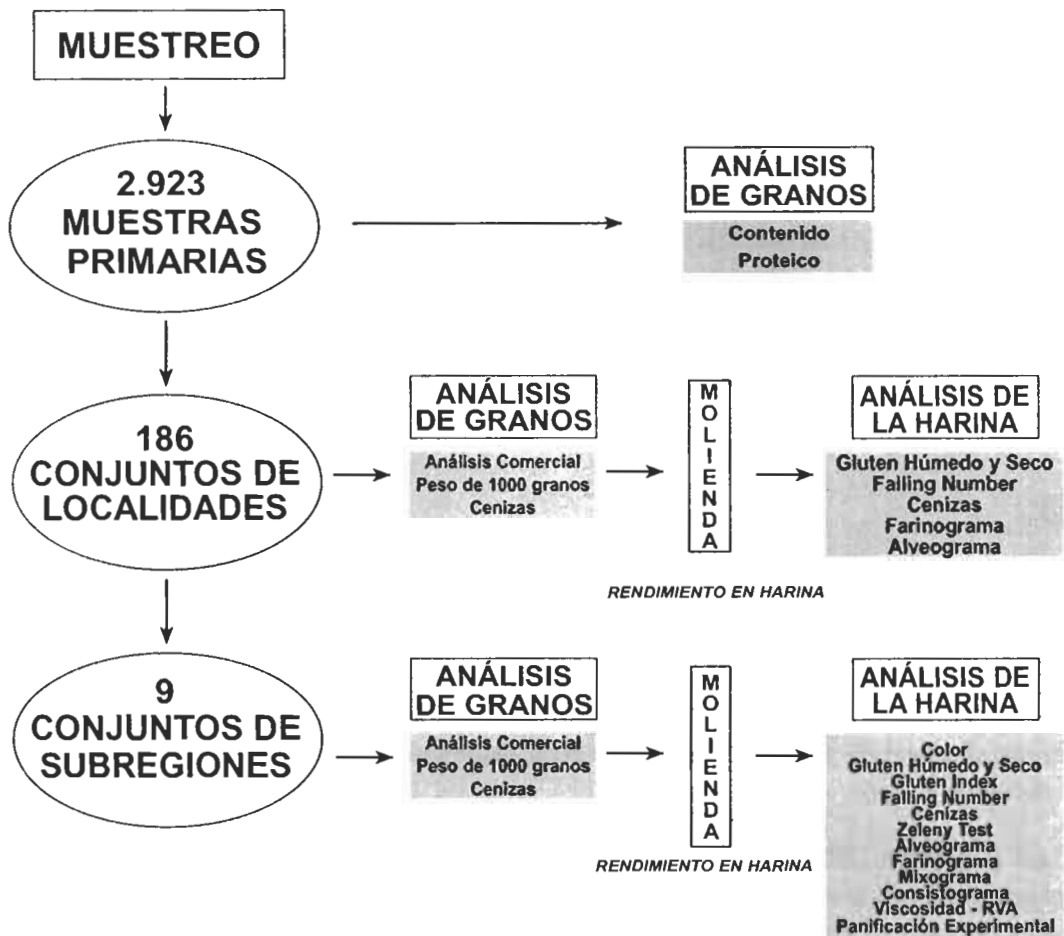 MUESTREO
2.923
MUESTRAS
PRIMARIAS
ANÁLISIS
DE GRANOS
Contenido
Proteico
186
CONJUNTOS DE
LOCALIDADES
ANÁLISIS
DE GRANOS
Análisis Comercial
Peso de 1000 granos
Cenizas
MOLIENDA
RENDIMIENTO EN HARINA
ANÁLISIS DE
LA HARINA
Gluten Húmedo y Seco
Falling Number
Cenizas
Farinograma
Alveograma
9
CONJUNTOS DE
SUBREGIONES
ANÁLISIS
DE GRANOS
Análisis Comercial
Peso de 1000 granos
Cenizas
MOLIENDA
RENDIMIENTO EN HARINA
ANÁLISIS DE
LA HARINA
Color
Gluten Húmedo y Seco
Gluten Index
Falling Number
Cenizas
Zeleny Test
Alveograma
Farinograma
Mixograma
Consistograma
Viscosidad - RVA
Panificación Experimental